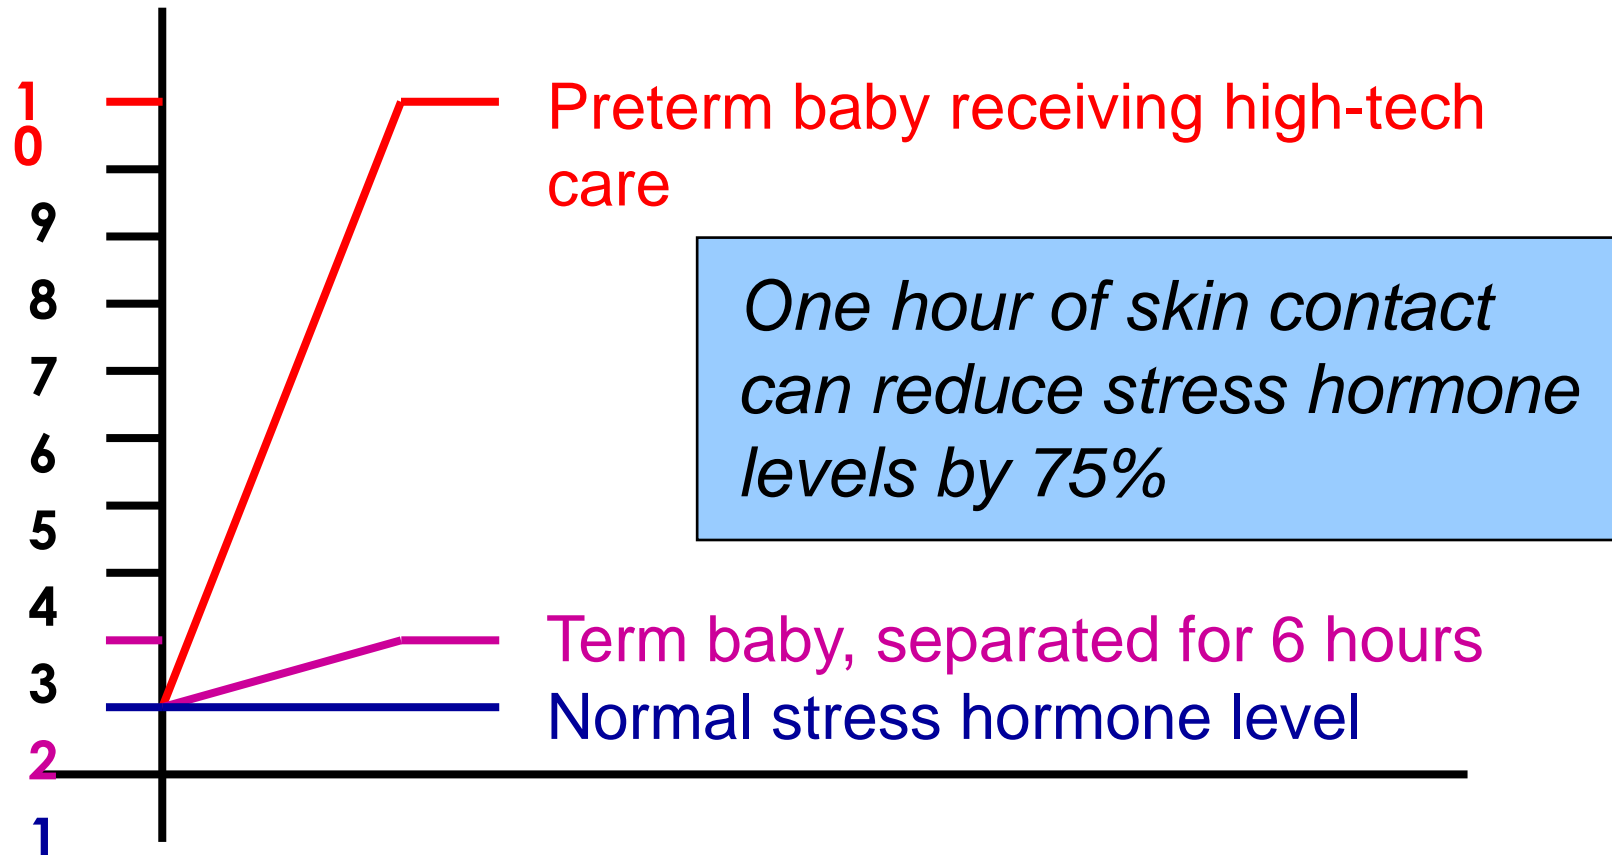 1
0
Preterm baby receiving high-tech
care
9
8
7
6
5
4
3
2
1
One hour of skin contact
can reduce stress hormone
levels by 75%
Term baby, separated for 6 hours
Normal stress hormone level